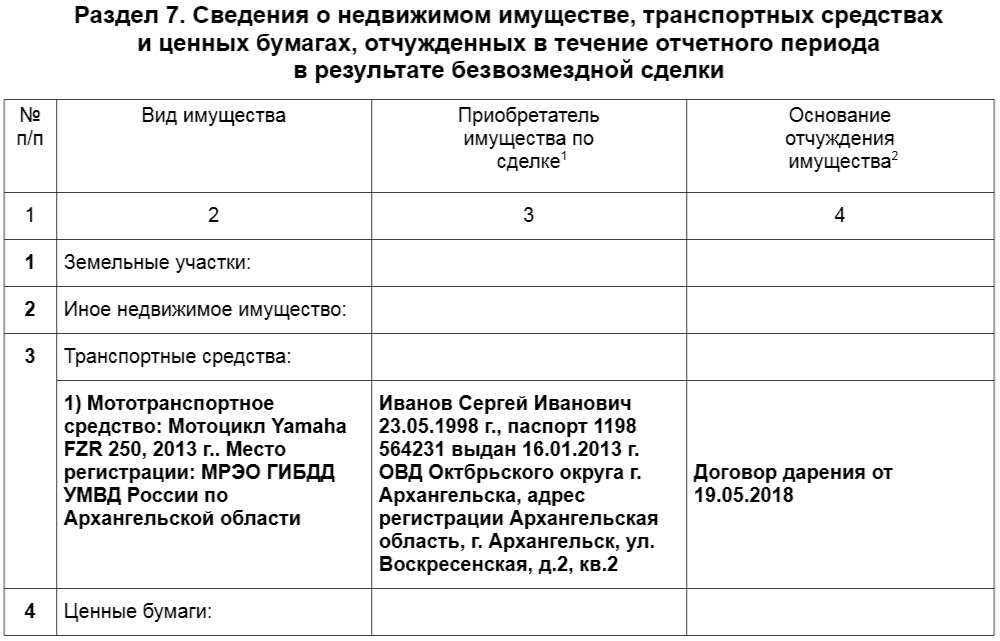 Раздел 7. Сведения о недвижимом имуществе, транспортных средствах
и ценных бумагах, отчужденных в течение отчетного периода
в результате безвозмездной сделки
№
п/п
Вид имущества
Приобретатель
имущества по
сделке1
Основание
отчуждения
имущества2
1
2
3
4
1
Земельные участки:
2
Иное недвижимое имущество:
3
Транспортные средства:
1) Мототранспортное
средство: Мотоцикл Yamaha
FZR 250, 2013 г.. Место
регистрации: МРЭО ГИБДД
УМВД России по
Архангельской области
Иванов Сергей Иванович
23.05.1998 г., паспорт 1198
564231 выдан 16.01.2013 г.
ОВД Октбрьского округа г.
Архангельска, адрес
регистрации Архангельская
область, г. Архангельск, ул.
Воскресенская, д.2, кв.2
Договор дарения от
19.05.2018
4
Ценные бумаги: